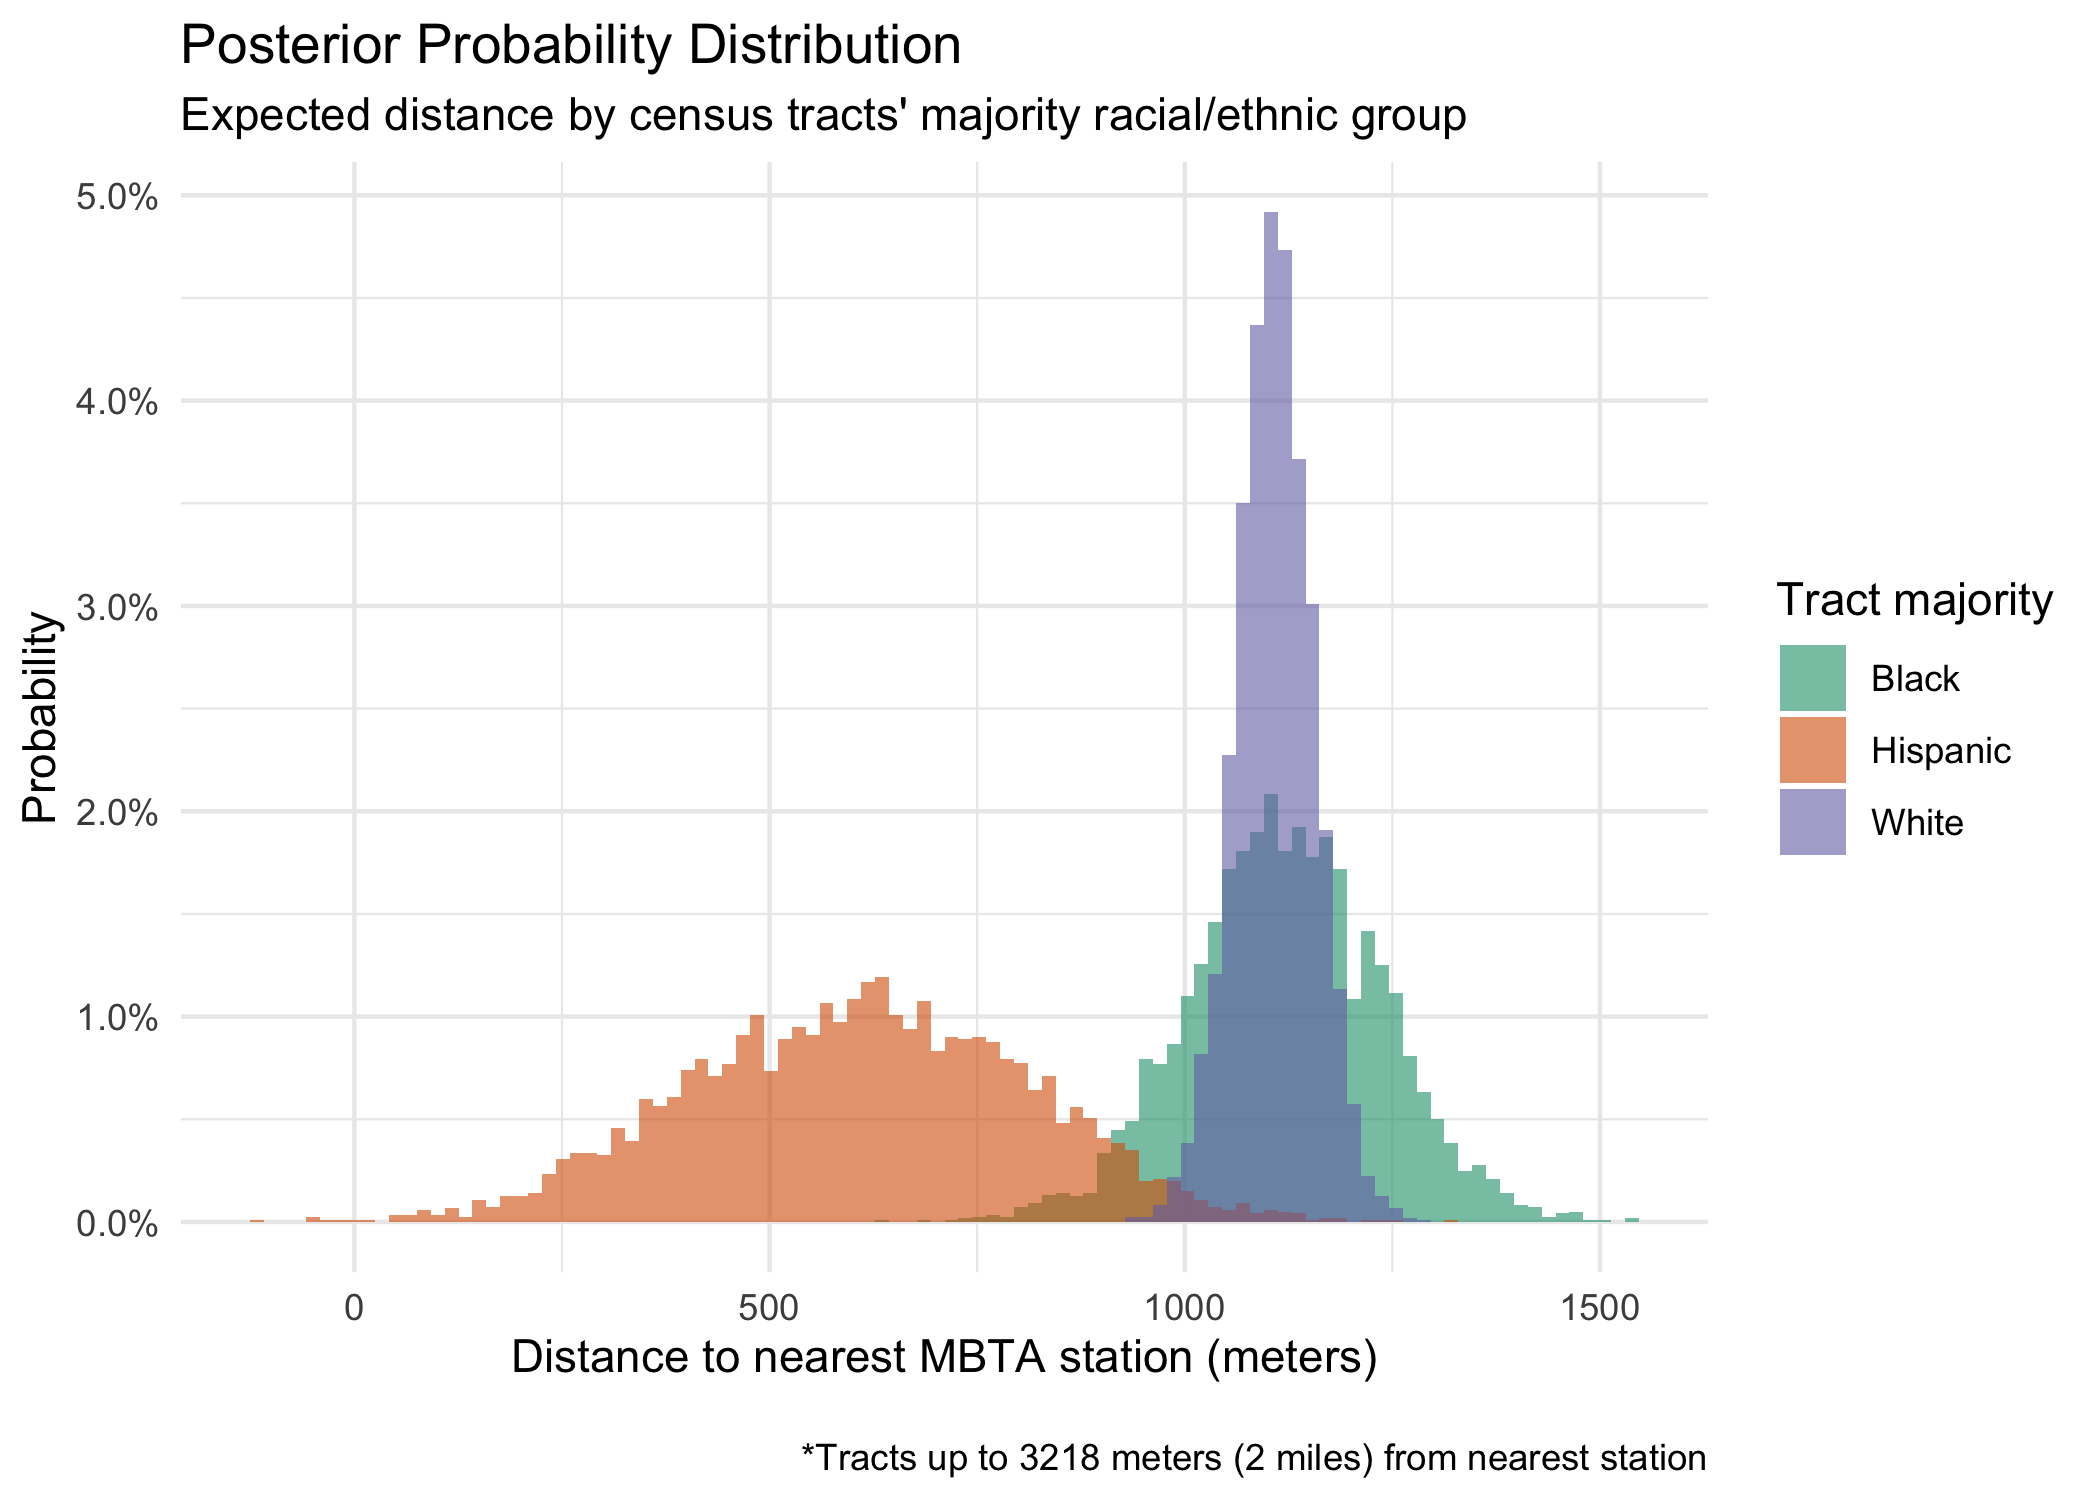 Posterior Probability Distribution
Expected distance by census tracts' majority racial/ethnic group
Probability
5.0%
4.0%
3.0%
2.0%
1.0%
0.0%
0
500
1000
1500
Distance to nearest MBTA station (meters)
Tract majority
Black
Hispanic
White
*Tracts up to 3218 meters (2 miles) from nearest station